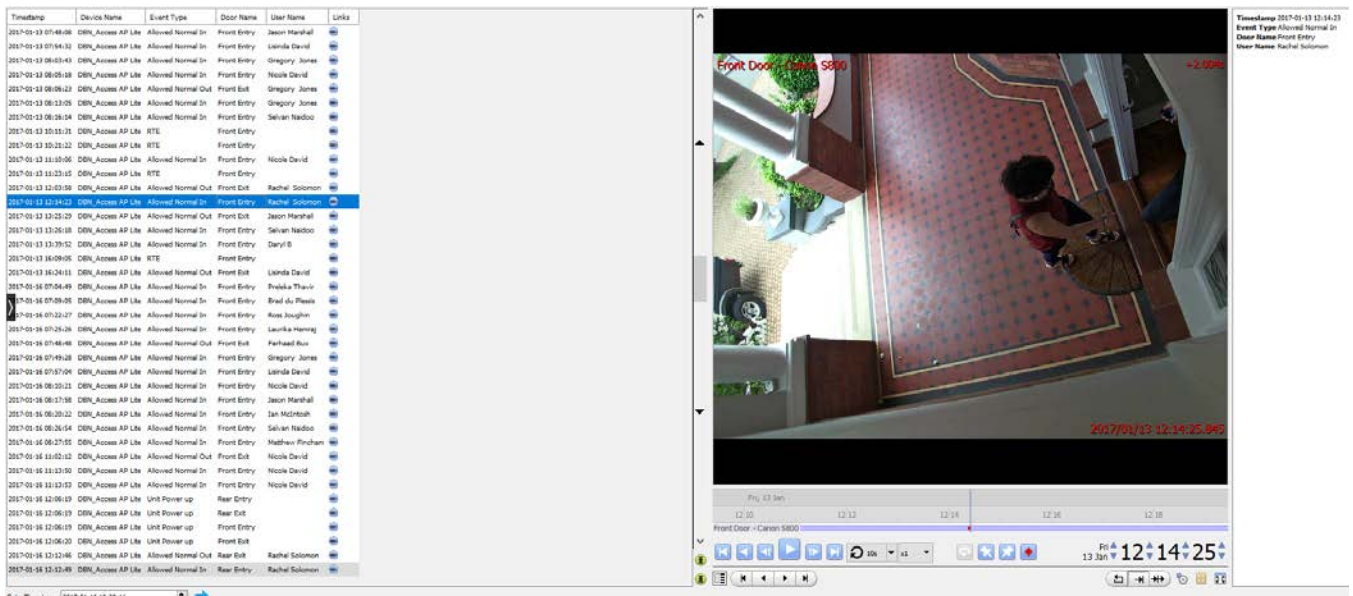 Timestamp Device Name Event Type Door Name User Name Links
2017-01-13 07:48:08 DBN_Access AP Lite Allowed Normal In Front Entry Jason Marshall
2017-01-13 07:54:32 DBN_Access AP Lite Allowed Normal In Front Entry Lisinda David
2017-01-13 08:03:43 DBN_Access AP Lite Allowed Normal In Front Entry Gregory Jones
2017-01-13 08:05:18 DBN_Access AP Lite Allowed Normal In Front Entry Nicole David
2017-01-13 08:06:23 DBN_Access AP Lite Allowed Normal Out Front Exit Gregory Jones
2017-01-13 08:13:05 DBN_Access AP Lite Allowed Normal In Front Entry Gregory Jones
2017-01-13 08:16:14 DBN_Access AP Lite Allowed Normal In Front Entry Selvan Naidoo
2017-01-13 10:11:31 DBN_Access AP Lite RTE Front Entry
2017-01-13 10:21:22 DBN_Access AP Lite RTE Front Entry
2017-01-13 11:10:06 DBN_Access AP Lite Allowed Normal In Front Entry Nicole David
2017-01-13 11:23:15 DBN_Access AP Lite RTE Front Entry
2017-01-13 12:03:58 DBN_Access AP Lite Allowed Normal Out Front Exit Rachel Solomon
2017-01-13 12:14:23 DBN_Access AP Lite Allowed Normal In Front Entry Rachel Solomon
2017-01-13 13:25:29 DBN_Access AP Lite Allowed Normal Out Front Exit Jason Marshall
2017-01-13 13:26:18 DBN_Access AP Lite Allowed Normal In Front Entry Selvan Naidoo
2017-01-13 13:39:52 DBN_Access AP Lite Allowed Normal In Front Entry Daryl B
2017-01-13 16:09:05 DBN_Access AP Lite RTE Front Entry
2017-01-13 16:24:11 DBN_Access AP Lite Allowed Normal Out Front Exit Lisinda David
2017-01-16 07:04:49 DBN_Access AP Lite Allowed Normal In Front Entry Preleka Thavir
17-01-16 07:09:05 DBN_Access AP Lite Allowed Normal In Front Entry Brad du Plessis
17-01-16 07:22:27 DBN_Access AP Lite Allowed Normal In Front Entry Ross Joughin
2017-01-16 07:25:26 DBN_Access AP Lite Allowed Normal In Front Entry Laurika Hemraj
2017-01-16 07:46:48 DBN_Access AP Lite Allowed Normal Out Front Exit Farhaad Bux
2017-01-16 07:49:28 DBN_Access AP Lite Allowed Normal In Front Entry Gregory Jones
2017-01-16 07:57:04 DBN_Access AP Lite Allowed Normal In Front Entry Lisinda David
2017-01-16 08:10:21 DBN_Access AP Lite Allowed Normal In Front Entry Nicole David
2017-01-16 08:17:58 DBN_Access AP Lite Allowed Normal In Front Entry Jason Marshall
2017-01-16 08:20:22 DBN_Access AP Lite Allowed Normal In Front Entry Ian McIntosh
2017-01-16 08:26:54 DBN_Access AP Lite Allowed Normal In Front Entry Selvan Naidoo
2017-01-16 08:27:55 DBN_Access AP Lite Allowed Normal In Front Entry Matthew Fincham
2017-01-16 11:02:12 DBN_Access AP Lite Allowed Normal Out Front Exit Nicole David
2017-01-16 11:13:50 DBN_Access AP Lite Allowed Normal In Front Entry Nicole David
2017-01-16 11:13:53 DBN_Access AP Lite Allowed Normal In Front Entry Nicole David
2017-01-16 12:06:19 DBN_Access AP Lite Unit Power up Rear Entry
2017-01-16 12:06:19 DBN_Access AP Lite Unit Power up Rear Exit
2017-01-16 12:06:19 DBN_Access AP Lite Unit Power up Front Entry
2017-01-16 12:06:20 DBN_Access AP Lite Unit Power up Front Exit
2017-01-16 12:12:46 DBN_Access AP Lite Allowed Normal Out Rear Exit Rachel Solomon
2017-01-16 12:12:49 DBN_Access AP Lite Allowed Normal In Rear Entry Rachel Solomon
Front Door - Canon S800
2017/01/13 12:14:25.845
Fri, 13 Jan
12:10 12:12 12:14 12:16 12:18
Front Door - Canon S800
10s x1
Fri 13 Jan 12 14 25
Timestamp 2017-01-13 12:14:23
Event Type Allowed Normal In
Door Name Front Entry
User Name Rachel Solomon